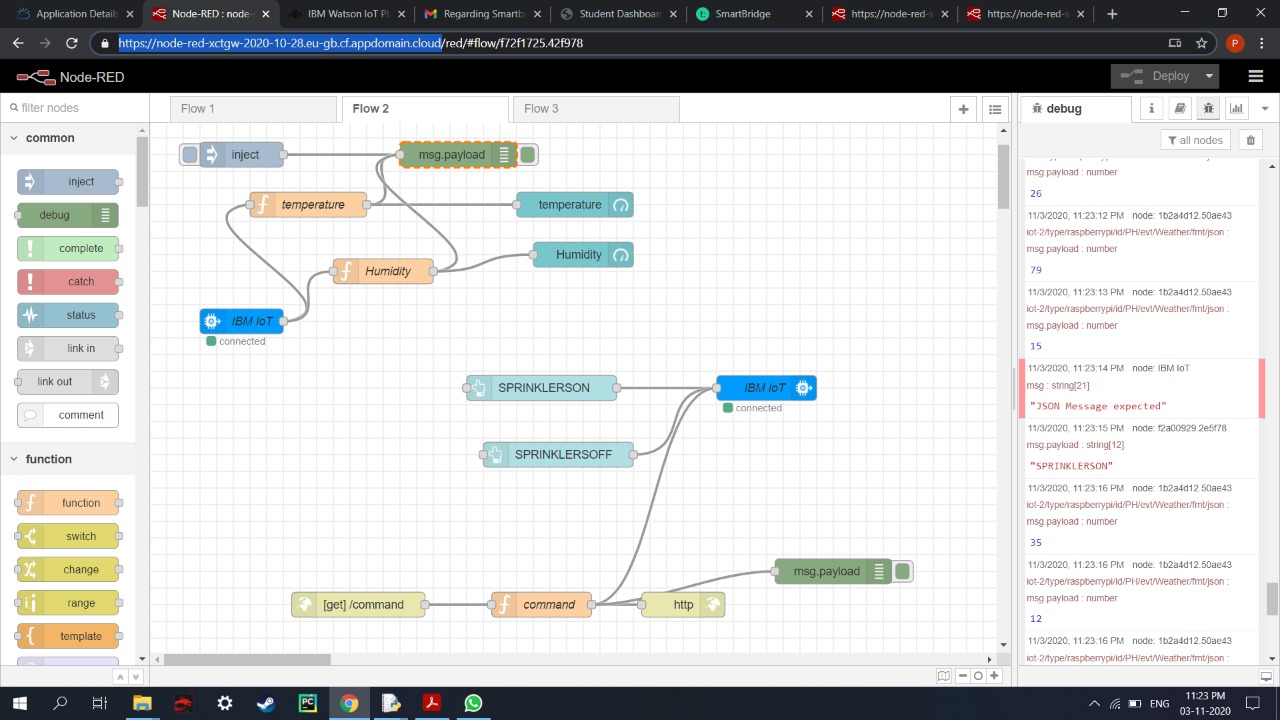 Application Details
Node-RED : node-r
IBM Watson IoT Pl
Regarding Smartb
Student Dashboar
SmartBridge
https://node-red-x
https://node-red-x
https://node-red-xctgw-2020-10-28.eu-gb.cf.appdomain.cloud/red/#flow/f72f1725.42f978
P
Node-RED
Deploy
filter nodes
Flow 1
Flow 2
Flow 3
debug
i
all nodes
common
inject
debug
complete
catch
status
link in
link out
comment
function
function
switch
change
range
template
inject
msg.payload
temperature
temperature
Humidity
Humidity
IBM IoT
connected
SPRINKLERSON
IBM IoT
connected
SPRINKLERSOFF
msg.payload
[get] /command
command
http
iot-2/type/raspberrypi/id/PH/evt/Weather/fmt/json :
msg.payload : number
26
11/3/2020, 11:23:12 PM node: 1b2a4d12.50ae43
iot-2/type/raspberrypi/id/PH/evt/Weather/fmt/json :
msg.payload : number
79
11/3/2020, 11:23:13 PM node: 1b2a4d12.50ae43
iot-2/type/raspberrypi/id/PH/evt/Weather/fmt/json :
msg.payload : number
15
11/3/2020, 11:23:14 PM node: IBM IoT
msg : string[21]
"JSON Message expected"
11/3/2020, 11:23:15 PM node: f2a00929.2e5f78
msg.payload : string[12]
"SPRINKLERSON"
11/3/2020, 11:23:16 PM node: 1b2a4d12.50ae43
iot-2/type/raspberrypi/id/PH/evt/Weather/fmt/json :
msg.payload : number
35
11/3/2020, 11:23:16 PM node: 1b2a4d12.50ae43
iot-2/type/raspberrypi/id/PH/evt/Weather/fmt/json :
msg.payload : number
12
11/3/2020, 11:23:16 PM node: 1b2a4d12.50ae43
iot-2/type/raspberrypi/id/PH/evt/Weather/fmt/json :
PC
ENG
11:23 PM
03-11-2020